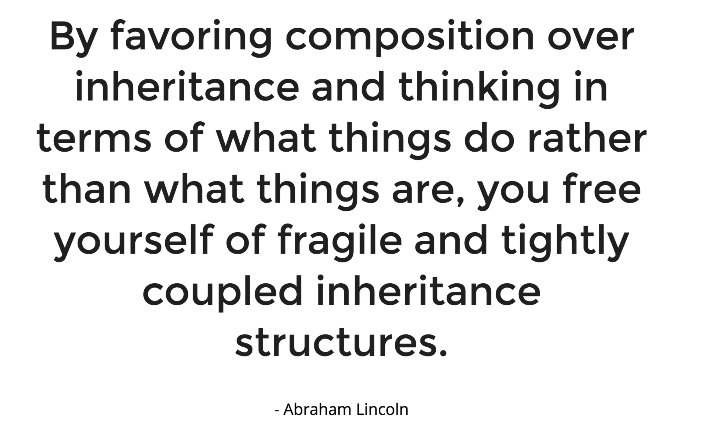 By favoring composition over
inheritance and thinking in
terms of what things do rather
than what things are, you free
yourself of fragile and tightly
coupled inheritance
structures.
- Abraham Lincoln